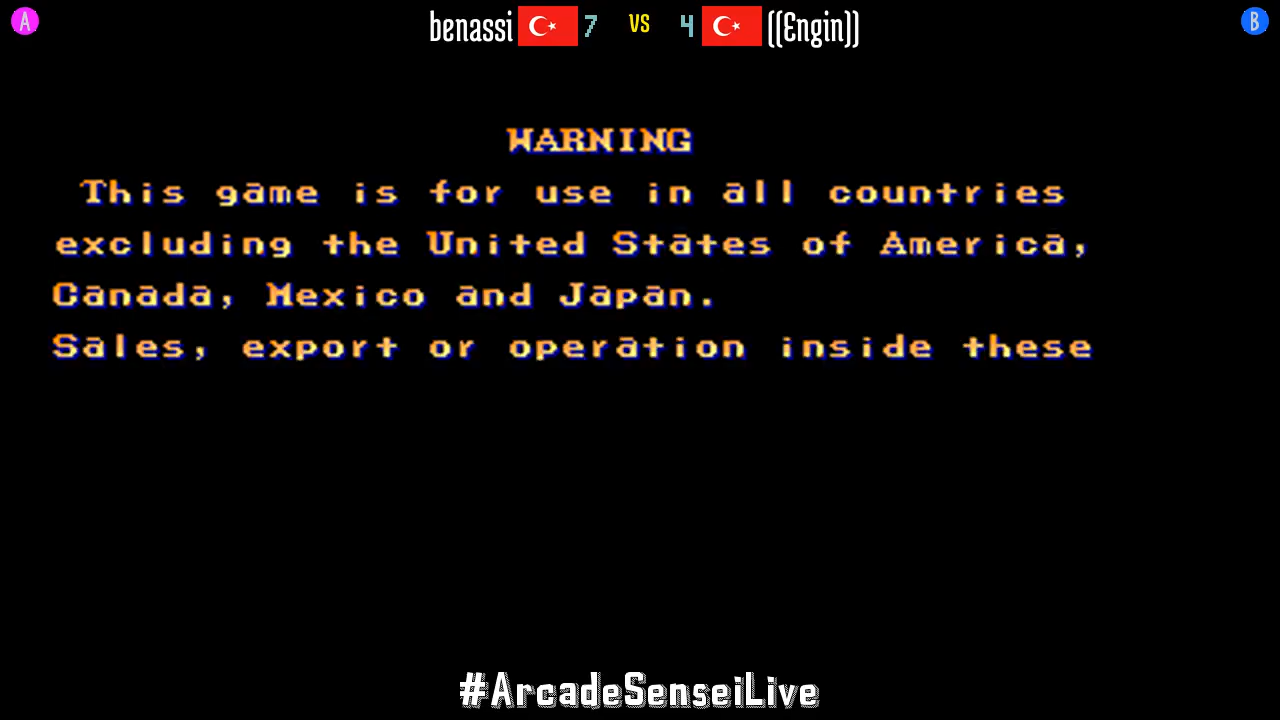 A
benassi 7 VS 4 ((Engin))
B
WARNING
This game is for use in all countries
excluding the United States of America,
Canada, Mexico and Japan.
Sales, export or operation inside these
#ArcadeSenseiLive